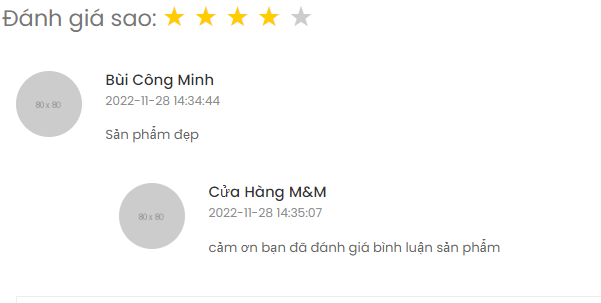 Đánh giá sao:
Bùi Công Minh
2022-11-28 14:34:44
80 x 80
Sản phẩm đẹp
Cửa Hàng M&M
2022-11-28 14:35:07
80 x 80
cảm ơn bạn đã đánh giá bình luận sản phẩm